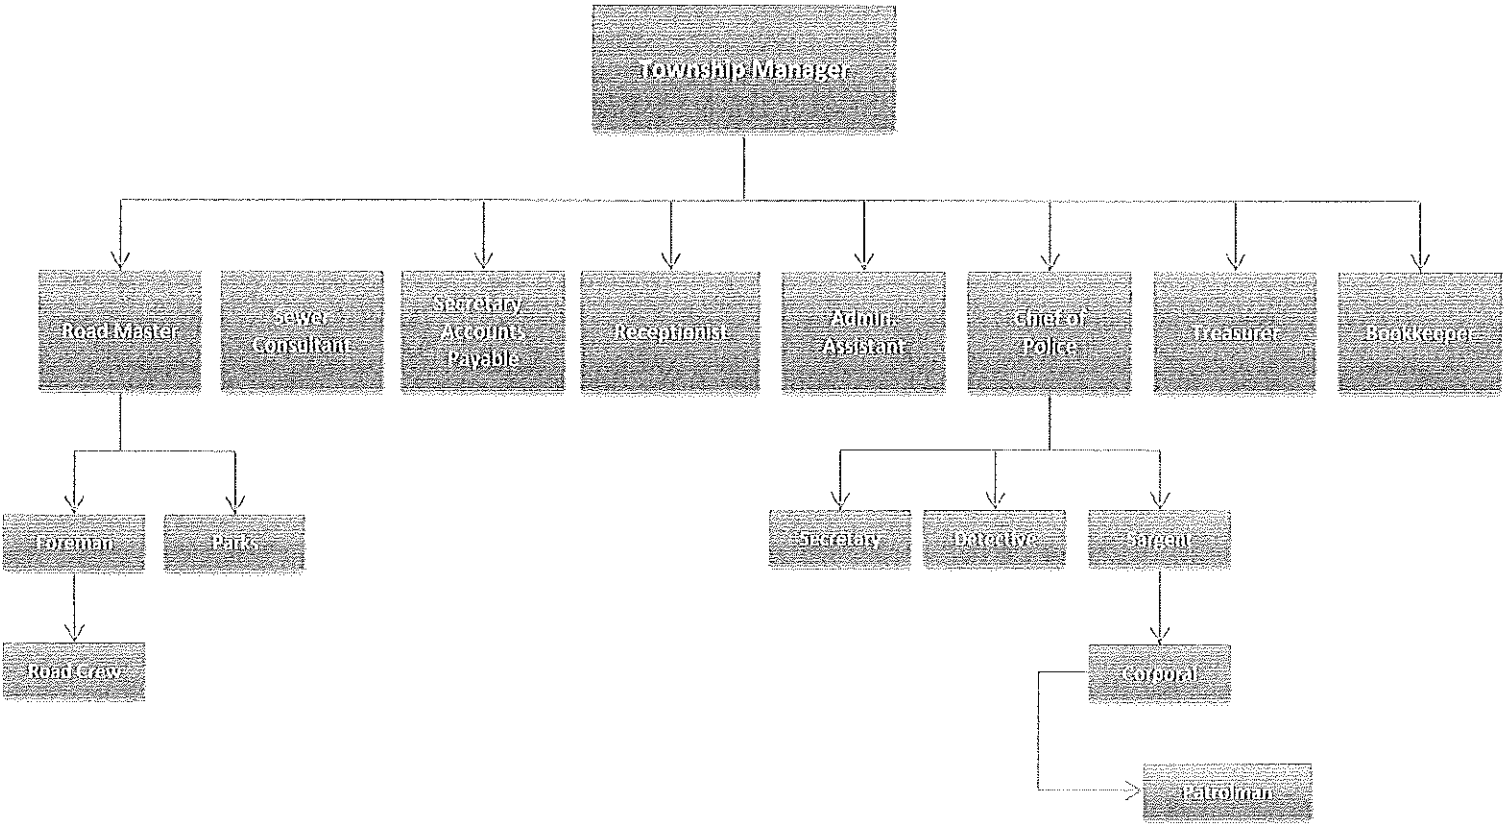 Township Manager
Road Master
Sewer
Consultant
Secretary
Accounts
Payable
Receptionist
Admin.
Assistant
Chief of
Police
Treasurer
Bookkeeper
Foreman
Parks
Secretary
Detective
Sargent
Road Crew
Corporal
Patrolman